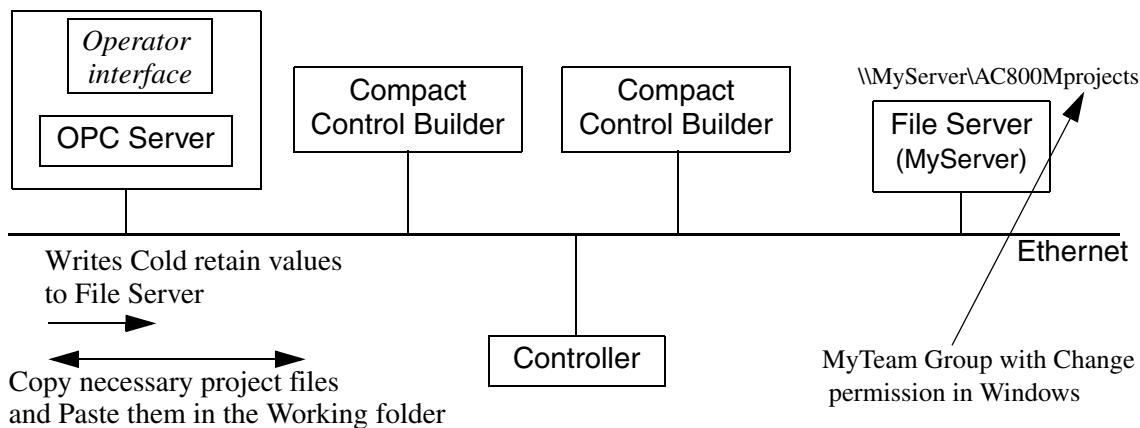 Operator
interface
OPC Server
Compact
Control Builder
Compact
Control Builder
\\MyServer\AC800Mprojects
File Server
(MyServer)
Ethernet
Writes Cold retain values
to File Server
Controller
Copy necessary project files
and Paste them in the Working folder
MyTeam Group with Change
permission in Windows